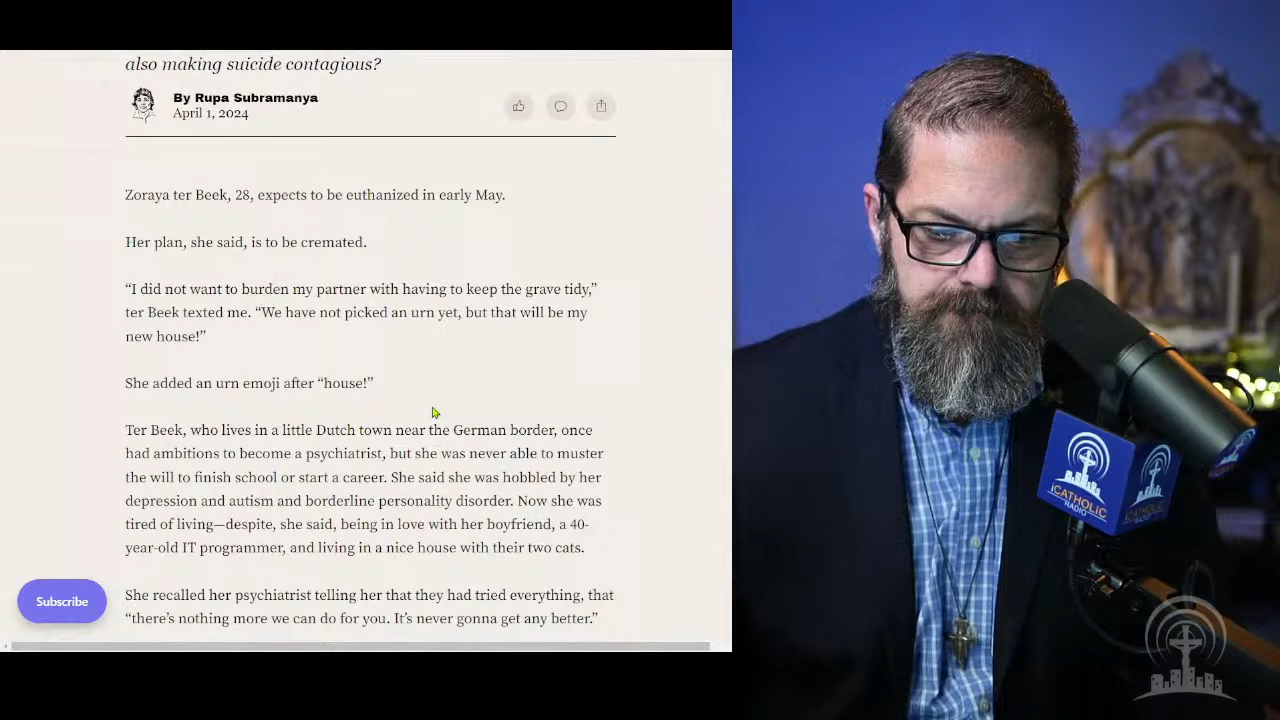 also making suicide contagious?
By Rupa Subramanya
April 1, 2024
Zoraya ter Beek, 28, expects to be euthanized in early May.
Her plan, she said, is to be cremated.
“I did not want to burden my partner with having to keep the grave tidy,”
ter Beek texted me. “We have not picked an urn yet, but that will be my
new house!”
She added an urn emoji after “house!”
Ter Beek, who lives in a little Dutch town near the German border, once
had ambitions to become a psychiatrist, but she was never able to muster
the will to finish school or start a career. She said she was hobbled by her
depression and autism and borderline personality disorder. Now she was
tired of living—despite, she said, being in love with her boyfriend, a 40-
year-old IT programmer, and living in a nice house with their two cats.
She recalled her psychiatrist telling her that they had tried everything, that
“there’s nothing more we can do for you. It’s never gonna get any better.”
Subscribe
iCATHOLIC
RADIO